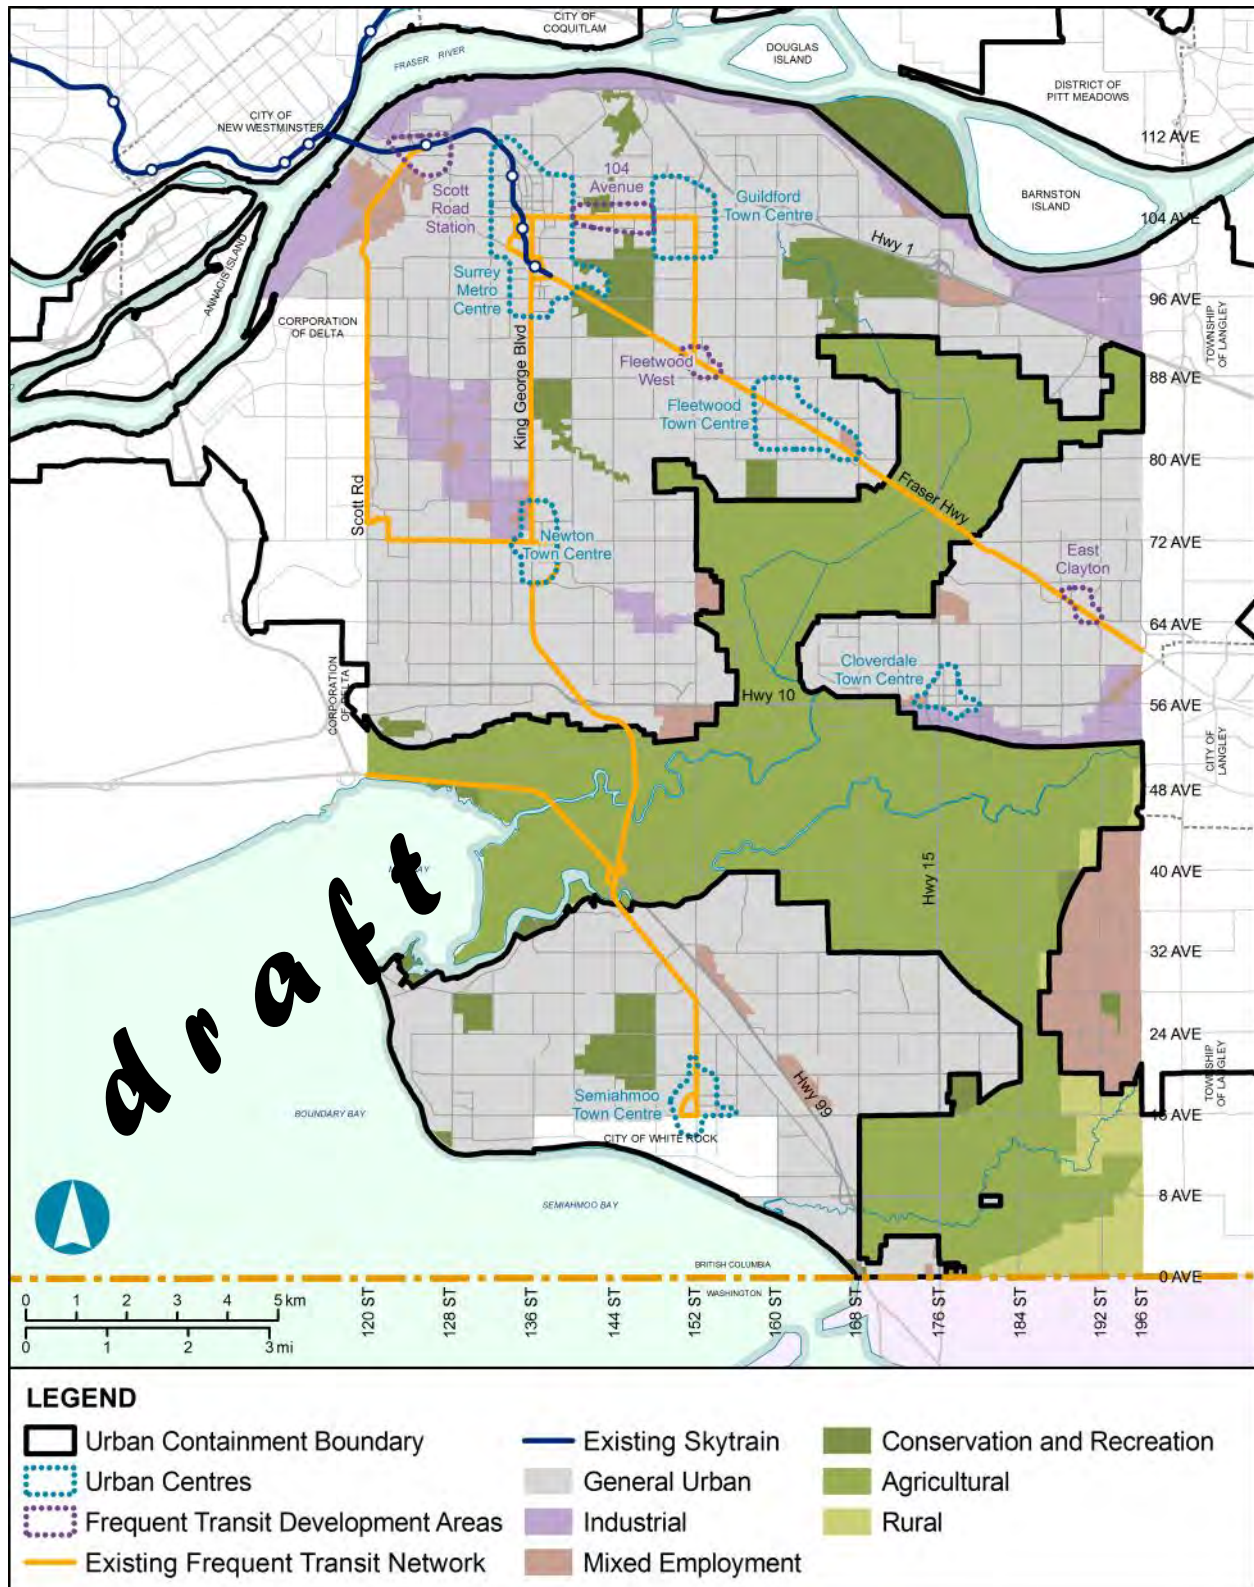 CITY OF
COQUITLAM
DOUGLAS
ISLAND
FRASER RIVER
DISTRICT OF
PITT MEADOWS
CITY OF
NEW WESTMINSTER
112 AVE
104
Avenue
Scott
Road
Station
Guildford
Town Centre
BARNSTON
ISLAND
104 AVE
Hwy 1
ANNACIS ISLAND
Surrey
Metro
Centre
96 AVE
CORPORATION
OF DELTA
King George Blvd
TOWNSHIP
OF LANGLEY
Fleetwood
West
88 AVE
Fleetwood
Town Centre
80 AVE
Scott Rd
Fraser Hwy
Newton
Town Centre
72 AVE
East
Clayton
64 AVE
Cloverdale
Town Centre
CORPORATION
OF DELTA
Hwy 10
56 AVE
CITY OF
LANGLEY
48 AVE
Hwy 15
40 AVE
draft
32 AVE
24 AVE
Hwy 99
TOWNSHIP
OF LANGLEY
Semiahmoo
Town Centre
16 AVE
BOUNDARY BAY
CITY OF WHITE ROCK
8 AVE
SEMIAHMOO BAY
BRITISH COLUMBIA
0 AVE
WASHINGTON
0 1 2 3 4 5 km
0 1 2 3 mi
120 ST
128 ST
136 ST
144 ST
152 ST
160 ST
168 ST
176 ST
184 ST
192 ST
196 ST
LEGEND
Urban Containment Boundary
Urban Centres
Frequent Transit Development Areas
Existing Frequent Transit Network
Existing Skytrain
General Urban
Industrial
Mixed Employment
Conservation and Recreation
Agricultural
Rural